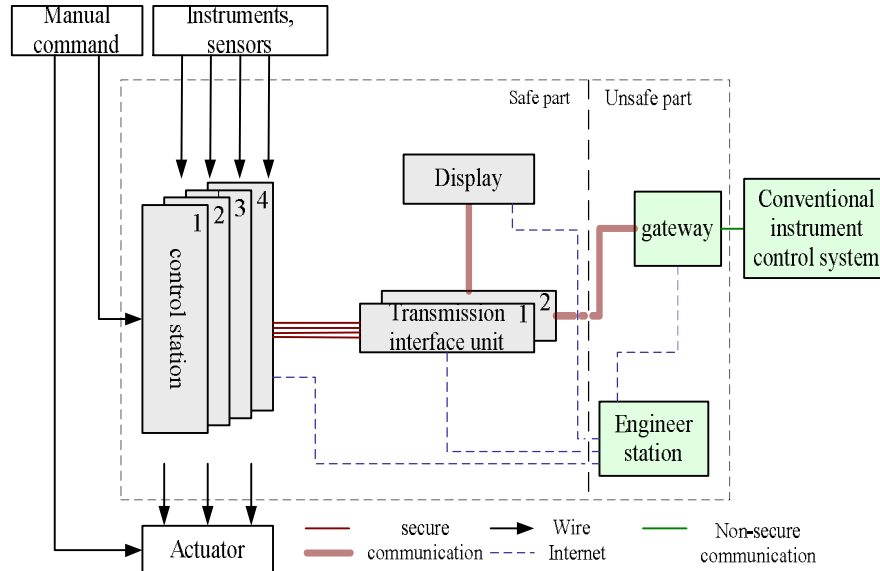 Manual
command
Instruments,
sensors
Safe part
Unsafe part
Display
1
2
3
4
control station
gateway
Conventional
instrument
control system
2
Transmission 1
interface unit
Engineer
station
Actuator
secure
communication
Wire
Internet
Non-secure
communication